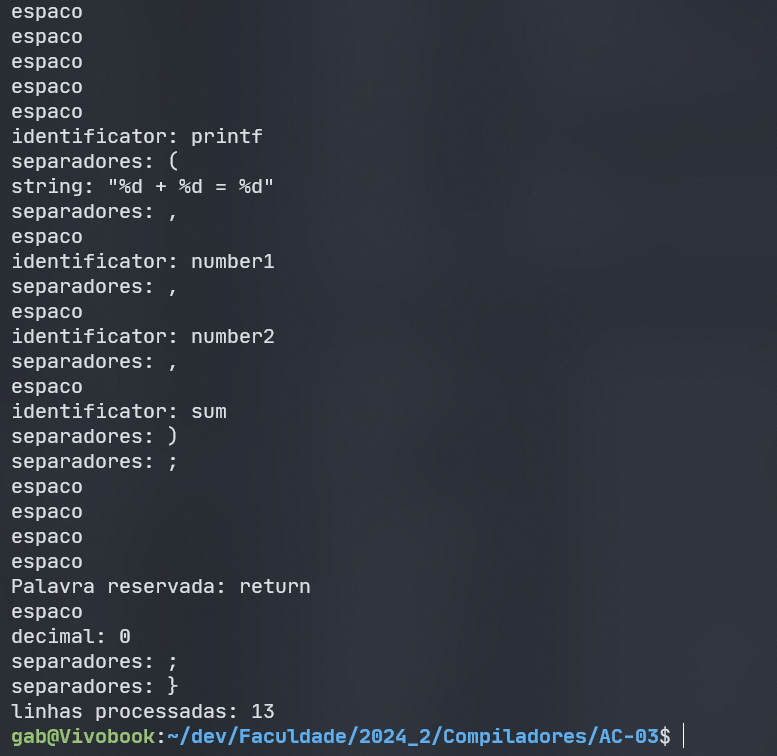 espaco
espaco
espaco
espaco
espaco
identificator: printf
separadores: (
string: "%d + %d = %d"
separadores: ,
espaco
identificator: number1
separadores: ,
espaco
identificator: number2
separadores: ,
espaco
identificator: sum
separadores: )
separadores: ;
espaco
espaco
espaco
espaco
Palavra reservada: return
espaco
decimal: 0
separadores: ;
separadores: }
linhas processadas: 13
gab@Vivobook:~/dev/Faculdade/2024_2/Compiladores/AC-03$